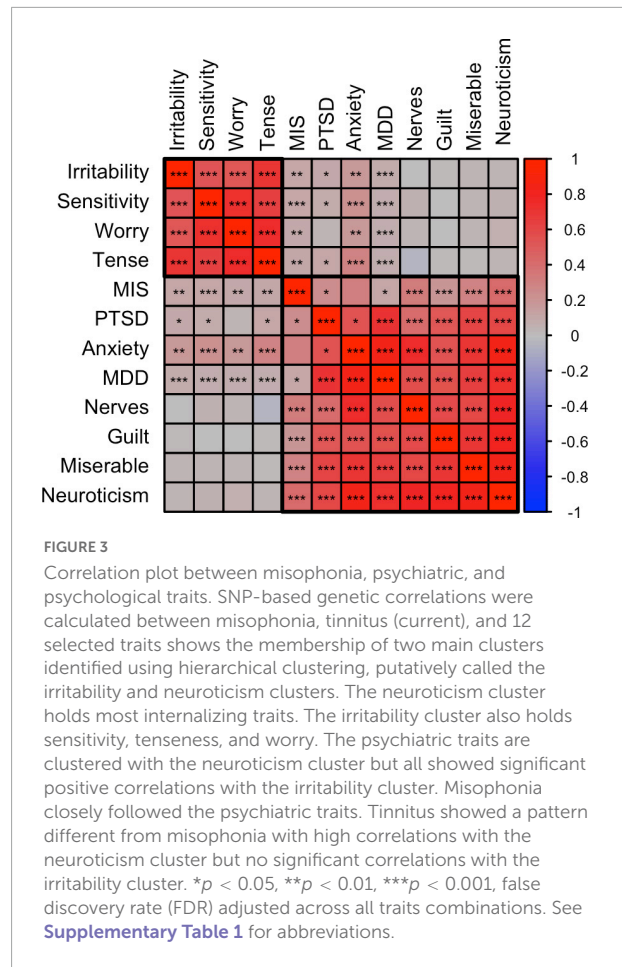 Irritability Sensitivity Worry Tense MIS PTSD Anxiety MDD Nerves Guilt Miserable Neuroticism
Irritability *** *** *** *** ** * ** ***
Sensitivity *** *** *** *** *** * *** ***
Worry *** *** *** *** ** ** ***
Tense *** *** *** *** ** * *** ***
MIS ** *** ** ** *** * * *** *** *** ***
PTSD * * * * *** * *** *** *** *** ***
Anxiety ** *** ** *** * *** *** *** *** *** ***
MDD *** *** *** *** * *** *** *** *** *** *** ***
Nerves *** *** *** *** *** *** *** ***
Guilt *** *** *** *** *** *** *** ***
Miserable *** *** *** *** *** *** *** ***
Neuroticism *** *** *** *** *** *** *** ***
1
0.8
0.6
0.4
0.2
0
-0.2
-0.4
-0.6
-0.8
-1
FIGURE 3
Correlation plot between misophonia, psychiatric, and
psychological traits. SNP-based genetic correlations were
calculated between misophonia, tinnitus (current), and 12
selected traits shows the membership of two main clusters
identified using hierarchical clustering, putatively called the
irritability and neuroticism clusters. The neuroticism cluster
holds most internalizing traits. The irritability cluster also holds
sensitivity, tenseness, and worry. The psychiatric traits are
clustered with the neuroticism cluster but all showed significant
positive correlations with the irritability cluster. Misophonia
closely followed the psychiatric traits. Tinnitus showed a pattern
different from misophonia with high correlations with the
neuroticism cluster but no significant correlations with the
irritability cluster. *p < 0.05, **p < 0.01, ***p < 0.001, false
discovery rate (FDR) adjusted across all traits combinations. See
Supplementary Table 1 for abbreviations.